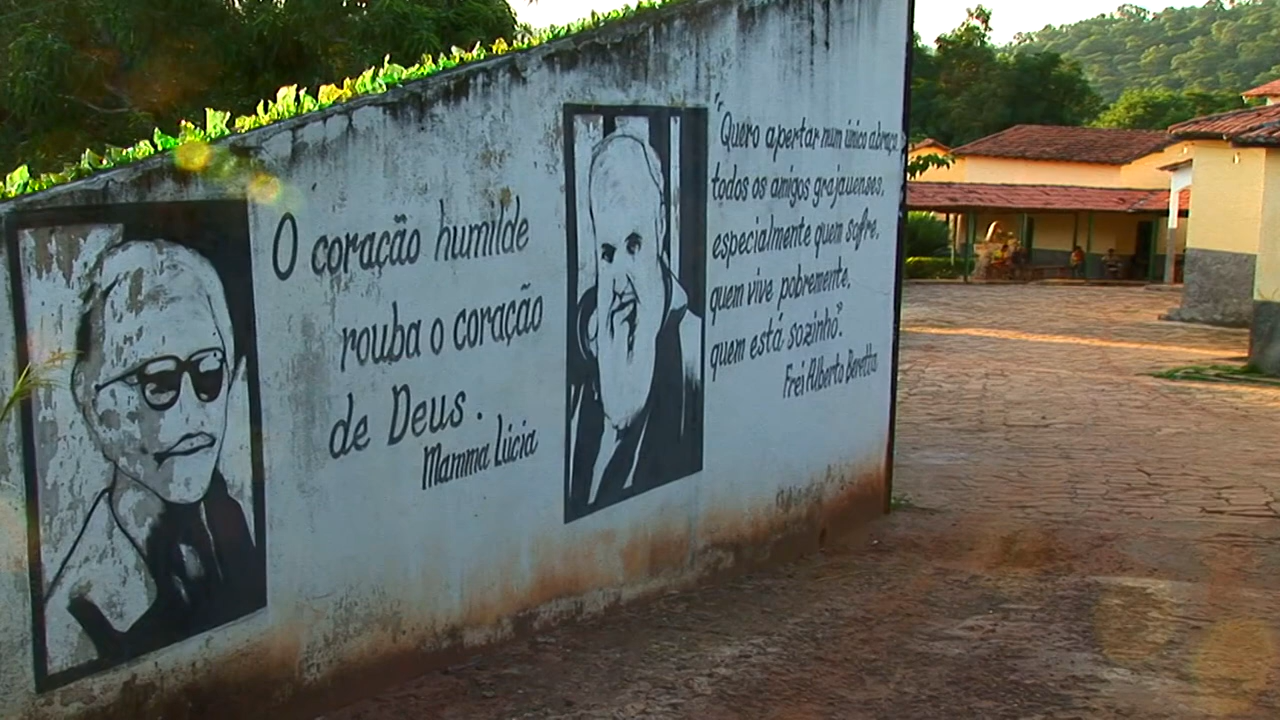 O coração humilde
rouba o coração
de Deus.
Mamma Lúcia
"Quero apertar num único abraço,
todos os amigos grajauenses,
especialmente quem sofre,
quem vive pobremente,
quem está sozinho".
Frei Alberto Beretta